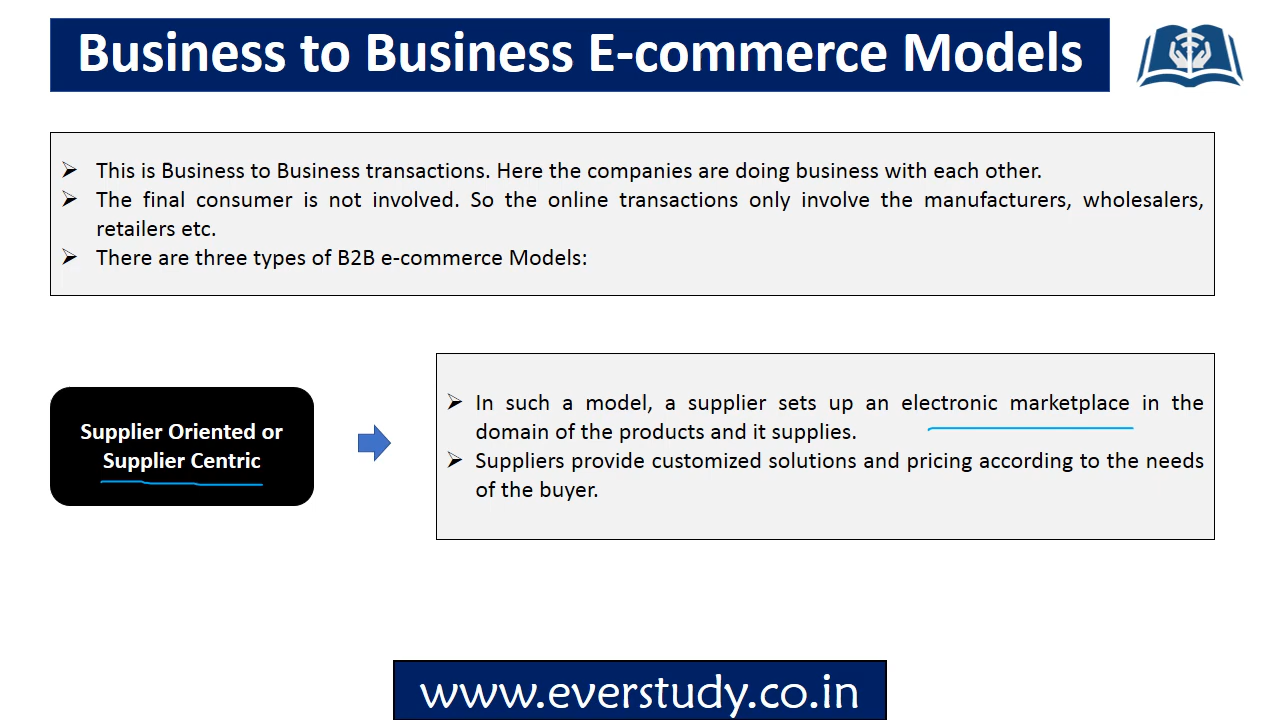 Business to Business E-commerce Models
➢ This is Business to Business transactions. Here the companies are doing business with each other.
➢ The final consumer is not involved. So the online transactions only involve the manufacturers, wholesalers,
retailers etc.
➢ There are three types of B2B e-commerce Models:
Supplier Oriented or
Supplier Centric
➢ In such a model, a supplier sets up an electronic marketplace in the
domain of the products and it supplies.
➢ Suppliers provide customized solutions and pricing according to the needs
of the buyer.
www.everstudy.co.in